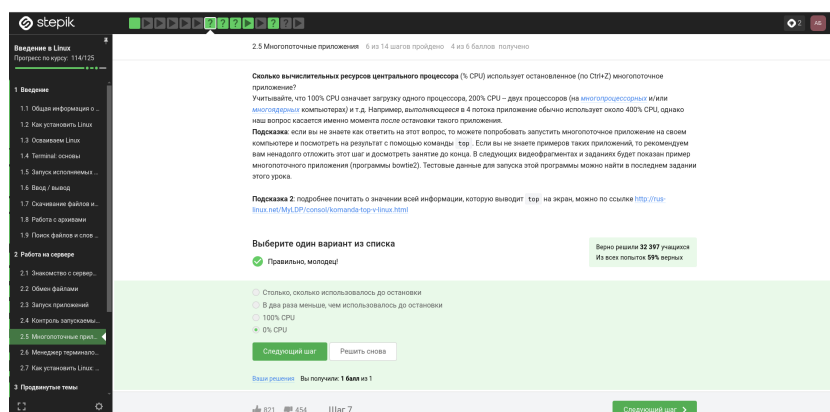 stepik
2
АБ
Введение в Linux
Прогресс по курсу: 114/125
2.5 Многопоточные приложения 6 из 14 шагов пройдено 4 из 6 баллов получено
1 Введение
1.1 Общая информация о ...
1.2 Как установить Linux
1.3 Осваиваем Linux
1.4 Terminal: основы
1.5 Запуск исполняемых ...
1.6 Ввод / вывод
1.7 Скачивание файлов и...
1.8 Работа с архивами
1.9 Поиск файлов и слов ...
2 Работа на сервере
2.1 Знакомство с сервер...
2.2 Обмен файлами
2.3 Запуск приложений
2.4 Контроль запускаемы...
2.5 Многопоточные прил...
2.6 Менеджер терминало...
2.7 Как установить Linux: ...
3 Продвинутые темы
Сколько вычислительных ресурсов центрального процессора (% CPU) использует остановленное (по Ctrl+Z) многопоточное
приложение?
Учитывайте, что 100% CPU означает загрузку одного процессора, 200% CPU – двух процессоров (на многопроцессорных и/или
многоядерных компьютерах) и т.д. Например, выполняющееся в 4 потока приложение обычно использует около 400% CPU, однако
наш вопрос касается именно момента после остановки такого приложения.
Подсказка: если вы не знаете как ответить на этот вопрос, то можете попробовать запустить многопоточное приложение на своем
компьютере и посмотреть на результат с помощью команды top. Если вы не знаете примеров таких приложений, то рекомендуем
вам ненадолго отложить этот шаг и досмотреть занятие до конца. В следующих видеофрагментах и заданиях будет показан пример
многопоточного приложения (программы bowtie2). Тестовые данные для запуска этой программы можно найти в последнем задании
этого урока.
Подсказка 2: подробнее почитать о значении всей информации, которую выводит top на экран, можно по ссылке http://rus-
linux.net/MyLDP/consol/komanda-top-v-linux.html
Выберите один вариант из списка
Правильно, молодец!
Верно решили 32 397 учащихся
Из всех попыток 59% верных
Столько, сколько использовалось до остановки
В два раза меньше, чем использовалось до остановки
100% CPU
0% CPU
Следующий шаг
Решить снова
Ваши решения Вы получили: 1 балл из 1
821 454 Шаг 7
Следующий шаг